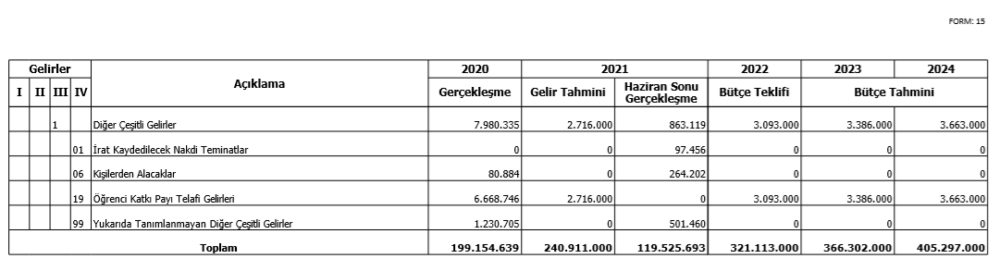 FORM: 15
Gelirler Açıklama 2020 2021 2022 2023 2024
I II III IV Gerçekleşme Gelir Tahmini Haziran Sonu Gerçekleşme Bütçe Teklifi Bütçe Tahmini
1 Diğer Çeşitli Gelirler 7.980.335 2.716.000 863.119 3.093.000 3.386.000 3.663.000
01 İrat Kaydedilecek Nakdi Teminatlar 0 0 97.456 0 0 0
06 Kişilerden Alacaklar 80.884 0 264.202 0 0 0
19 Öğrenci Katkı Payı Telafi Gelirleri 6.668.746 2.716.000 0 3.093.000 3.386.000 3.663.000
99 Yukarıda Tanımlanmayan Diğer Çeşitli Gelirler 1.230.705 0 501.460 0 0 0
Toplam 199.154.639 240.911.000 119.525.693 321.113.000 366.302.000 405.297.000